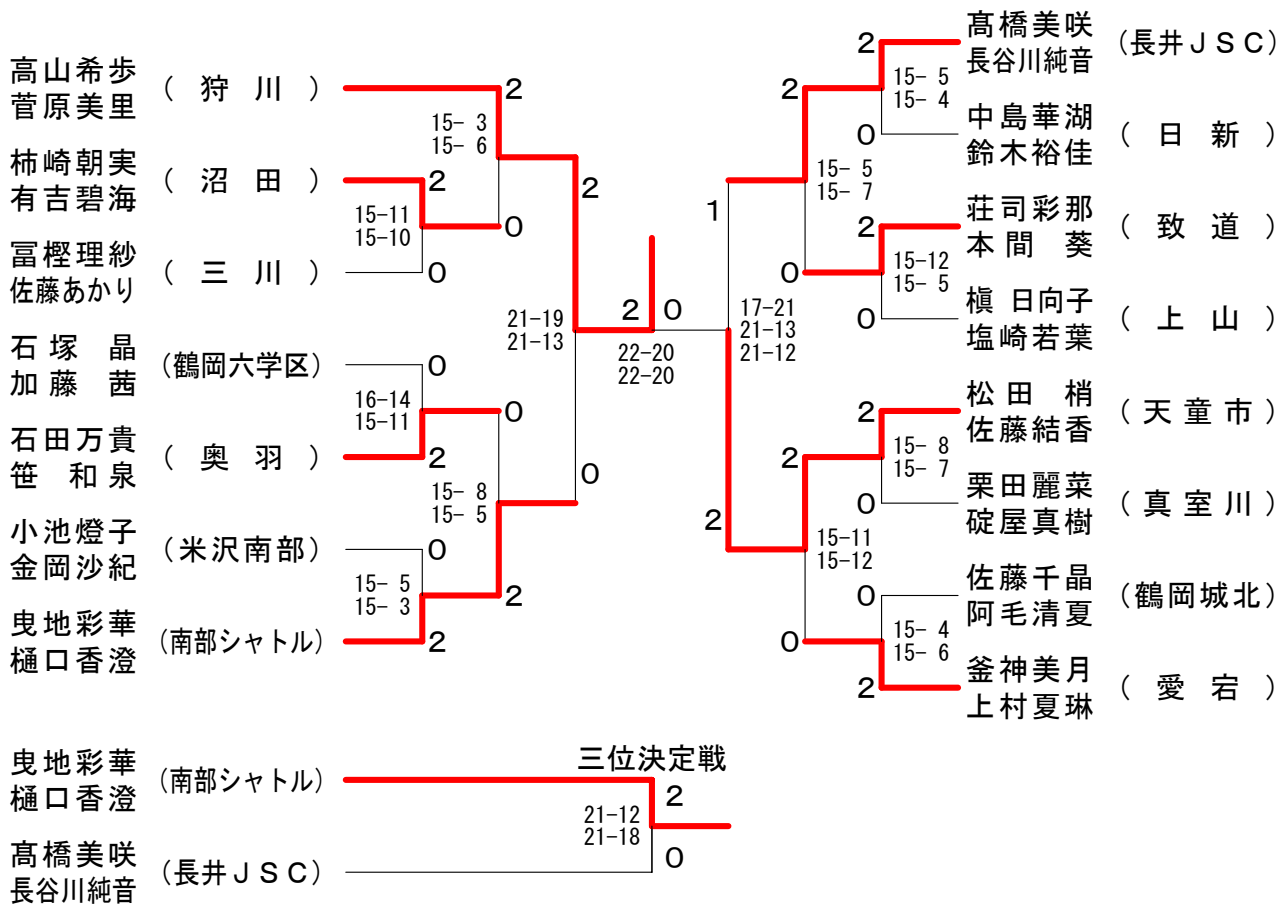 高山希歩
菅原美里
（ 狩 川 ）
2
15- 3
15- 6
柿崎朝実
有吉碧海
（ 沼 田 ）
2
15-11
15-10
0
冨樫理紗
佐藤あかり
（ 三 川 ）
0
2
21-19
21-13
石 塚 晶
加 藤 茜
（鶴岡六学区）
0
16-14
15-11
0
石田万貴
笹 和 泉
（ 奥 羽 ）
2
15- 8
15- 5
0
小池燈子
金岡沙紀
（米沢南部）
0
15- 5
15- 3
2
曳地彩華
樋口香澄
（南部シャトル）
2
2 0
22-20
22-20
髙橋美咲
長谷川純音
（長井ＪＳＣ）
2
15- 5
15- 4
2
中島華湖
鈴木裕佳
（ 日 新 ）
0
15- 5
15- 7
1
荘司彩那
本 間 葵
（ 致 道 ）
2
15-12
15- 5
0
槇 日向子
塩崎若葉
（ 上 山 ）
0
17-21
21-13
21-12
松 田 梢
佐藤結香
（ 天 童 市 ）
2
15- 8
15- 7
2
栗田麗菜
碇屋真樹
（ 真 室 川 ）
0
2
15-11
15-12
佐藤千晶
阿毛清夏
（鶴岡城北）
0
15- 4
15- 6
0
釜神美月
上村夏琳
（ 愛 宕 ）
2
三位決定戦
曳地彩華
樋口香澄
（南部シャトル）
2
21-12
21-18
髙橋美咲
長谷川純音
（長井ＪＳＣ）
0